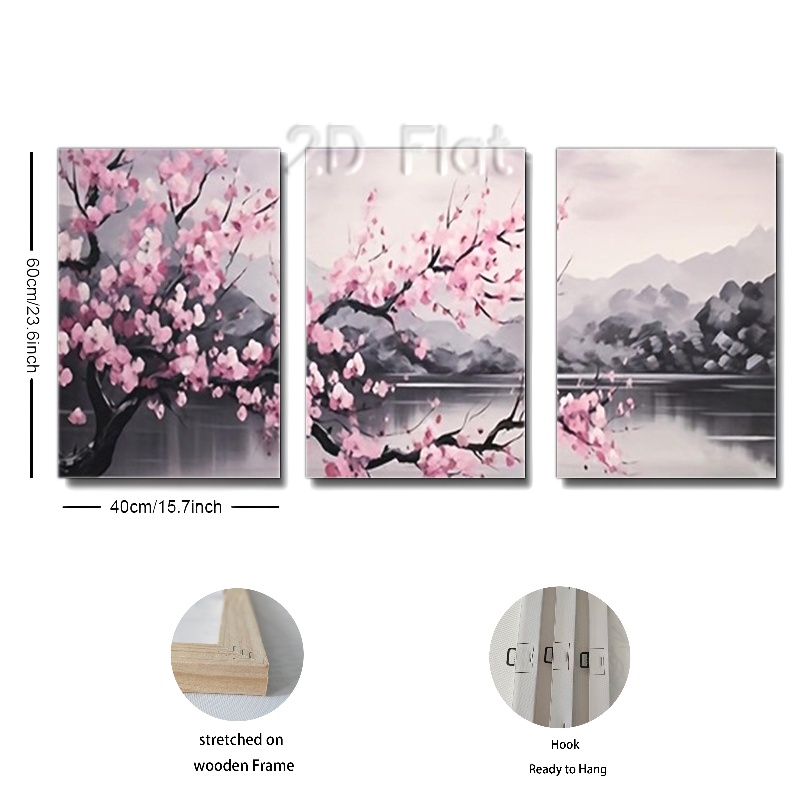 2D Flat
60cm/23.6inch
40cm/15.7inch
stretched on
wooden Frame
Hook
Ready to Hang